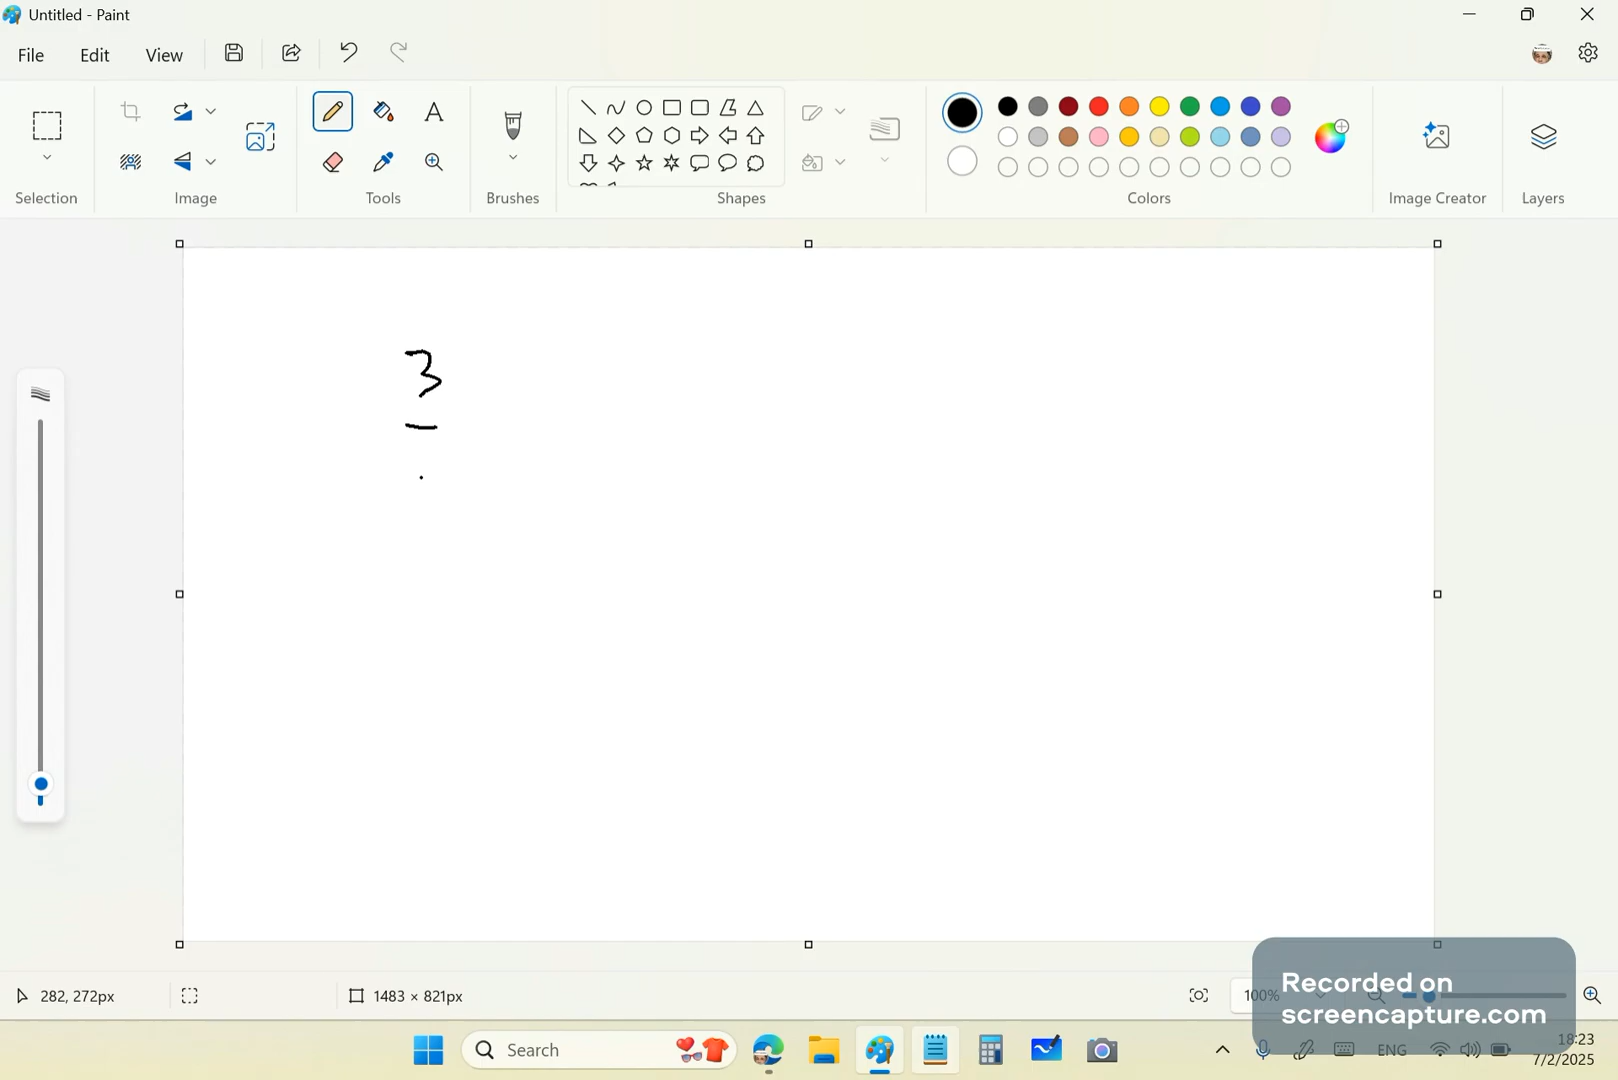 Untitled - Paint
File Edit View
Selection Image Tools Brushes Shapes Colors Image Creator Layers
3
282, 272px 1483 × 821px 100%
Recorded on
screencapture.com
Search ENG 18:23
7/2/2025